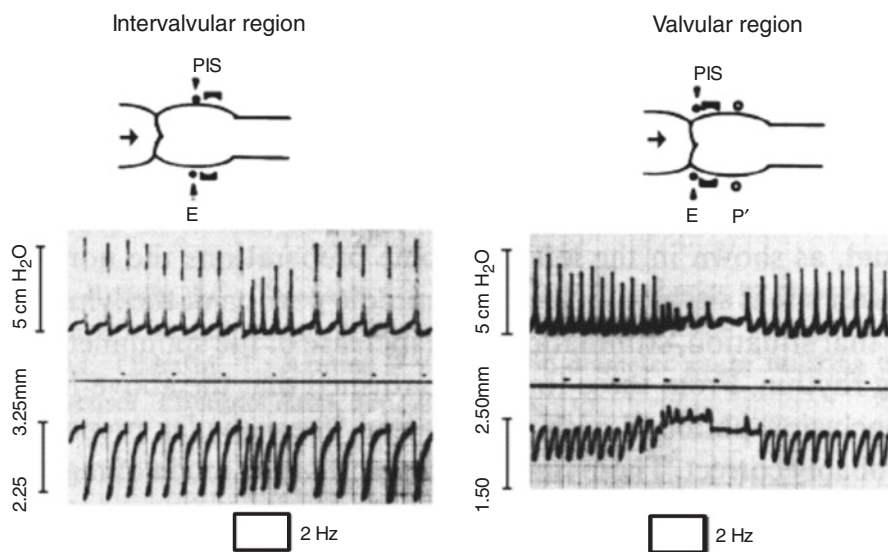 Intervalvular region
PIS
E
5 cm H₂O
3.25mm
2.25
2 Hz
Valvular region
PIS
E P′
5 cm H₂O
2.50mm
1.50
2 Hz